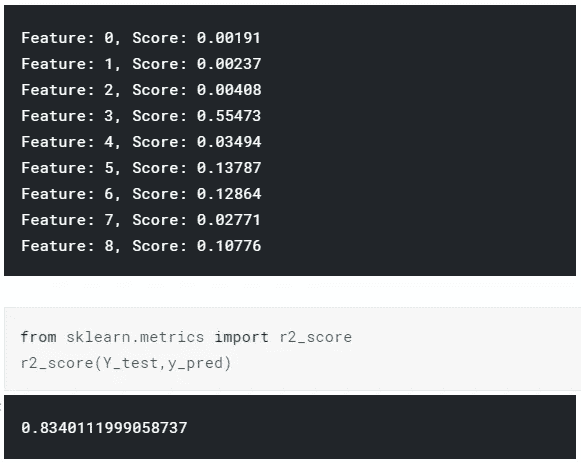 Feature: 0, Score: 0.00191
Feature: 1, Score: 0.00237
Feature: 2, Score: 0.00408
Feature: 3, Score: 0.55473
Feature: 4, Score: 0.03494
Feature: 5, Score: 0.13787
Feature: 6, Score: 0.12864
Feature: 7, Score: 0.02771
Feature: 8, Score: 0.10776
from sklearn.metrics import r2_score
r2_score(Y_test,y_pred)
0.8340111999058737